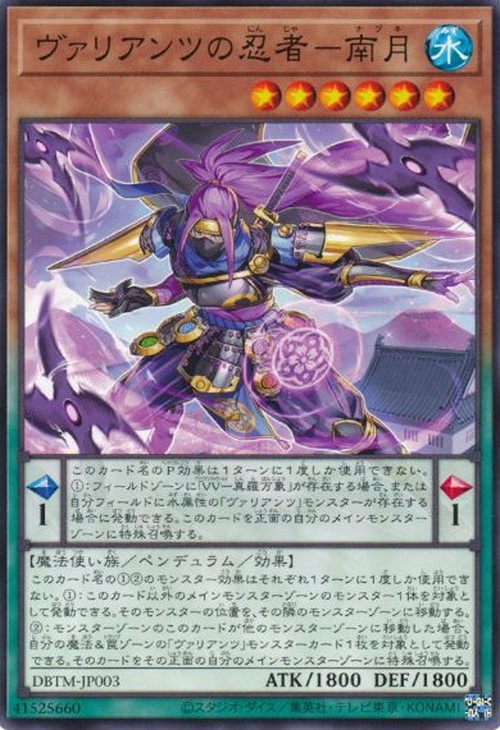 ヴァリアンツの忍者－南月
水
このカード名のP効果は1ターンに1度しか使用できない。
①：フィールドゾーンに「VV－真羅万象」が存在する場合、または
自分フィールドに水属性の「ヴァリアンツ」モンスターが存在する
場合に発動できる。このカードを正面の自分のメインモンスター
ゾーンに特殊召喚する。
1
1
【魔法使い族／ペンデュラム／効果】
このカード名の①②のモンスター効果はそれぞれ1ターンに1度しか使用で
きない。①：このカード以外のメインモンスターゾーンのモンスター1体を対象と
して発動できる。そのモンスターの位置を、その隣のモンスターゾーンに移動する。
②：モンスターゾーンのこのカードが他のモンスターゾーンに移動した場合、
自分の魔法＆罠ゾーンの「ヴァリアンツ」モンスターカード1枚を対象として発動
できる。そのカードをその正面の自分のメインモンスターゾーンに特殊召喚する。
DBTM-JP003
ATK/1800 DEF/1800
41525660
©スタジオ・ダイス／集英社・テレビ東京・KONAMI